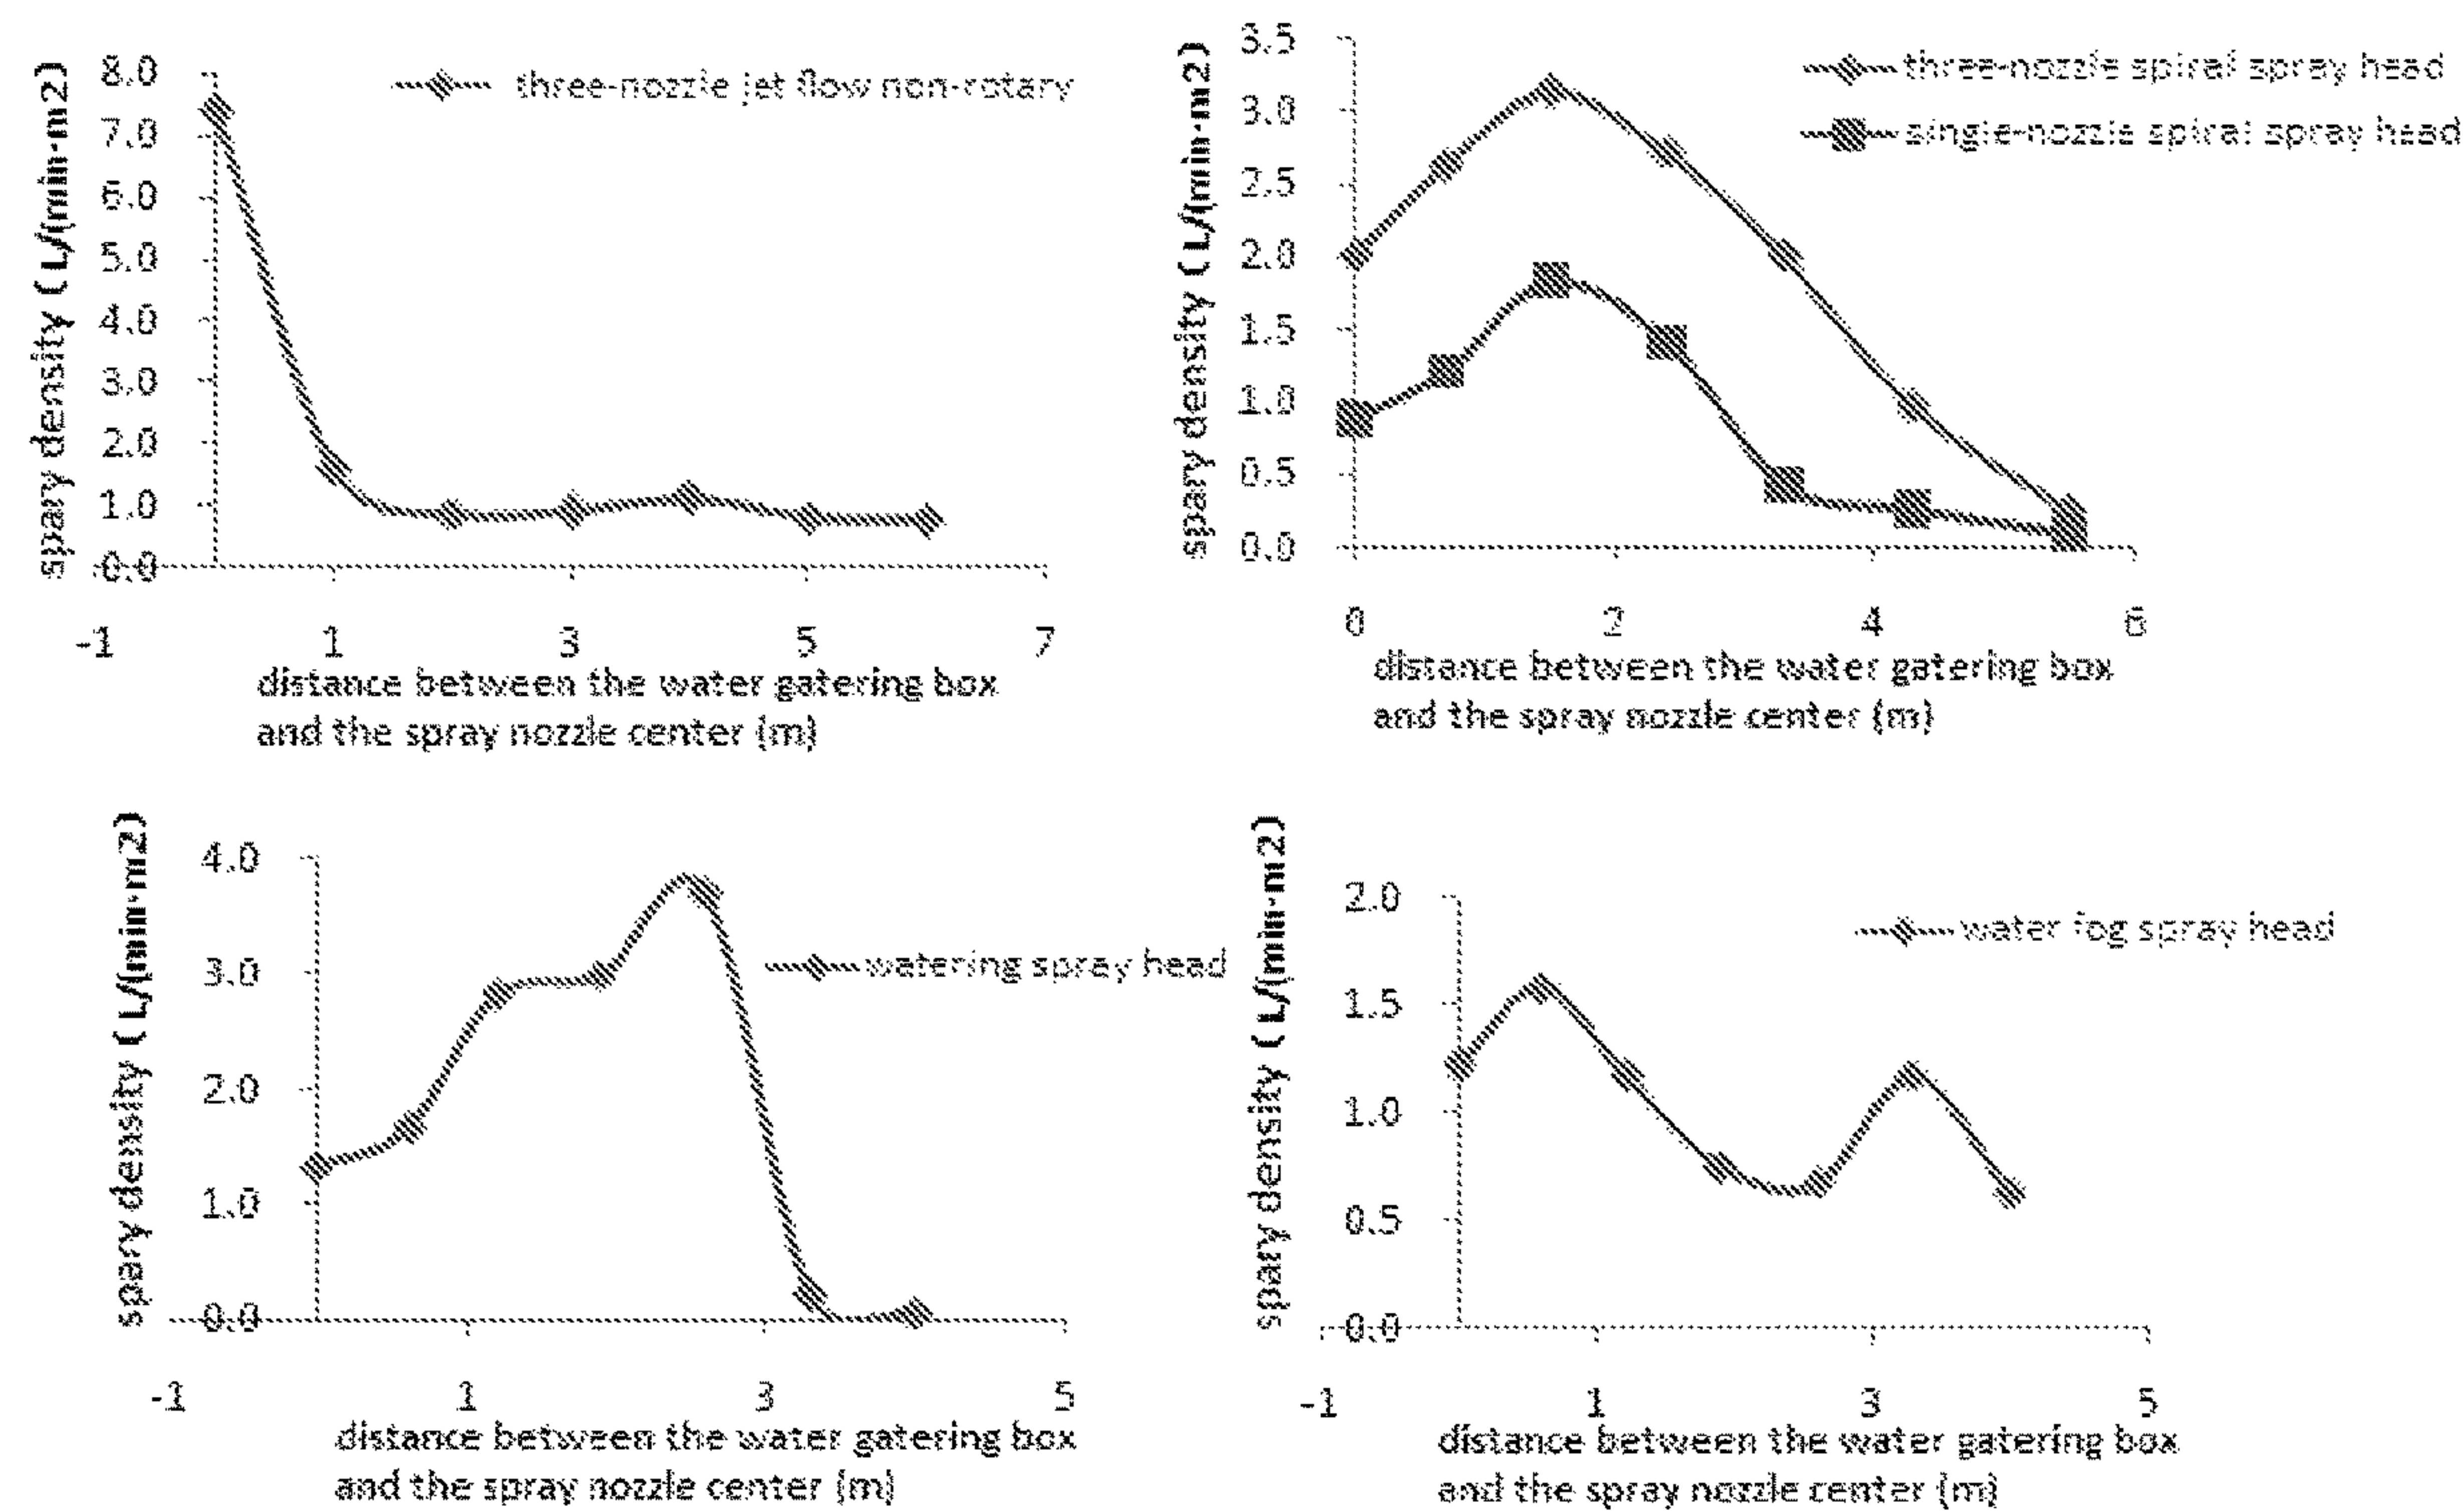 spary density ( L/(min·m2)
8.0
7.0
6.0
5.0
4.0
3.0
2.0
1.0
0.0
three-nozzle jet flow non-rotary
-1 1 3 5 7
distance between the water gatering box
and the spray nozzle center (m)
spary density ( L/(min·m2)
3.5
3.0
2.5
2.0
1.5
1.0
0.5
0.0
three-nozzle spiral spray head
single-nozzle spiral spray head
0 2 4 6
distance between the water gatering box
and the spray nozzle center (m)
spary density ( L/(min·m2)
4.0
3.0
2.0
1.0
0.0
watering spray head
-1 1 3 5
distance between the water gatering box
and the spray nozzle center (m)
spary density ( L/(min·m2)
2.0
1.5
1.0
0.5
0.0
water fog spray head
-1 1 3 5
distance between the water gatering box
and the spray nozzle center (m)